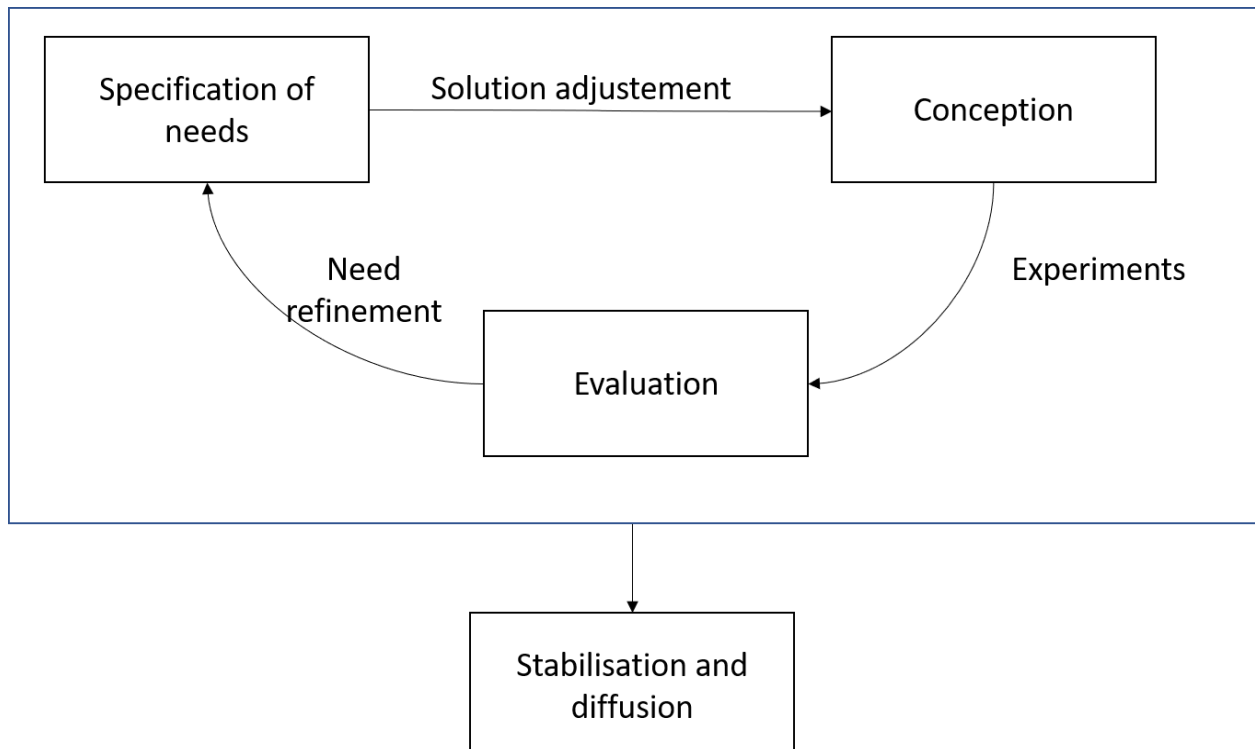 Specification of
needs
Solution adjustement
Conception
Need
refinement
Experiments
Evaluation
Stabilisation and
diffusion